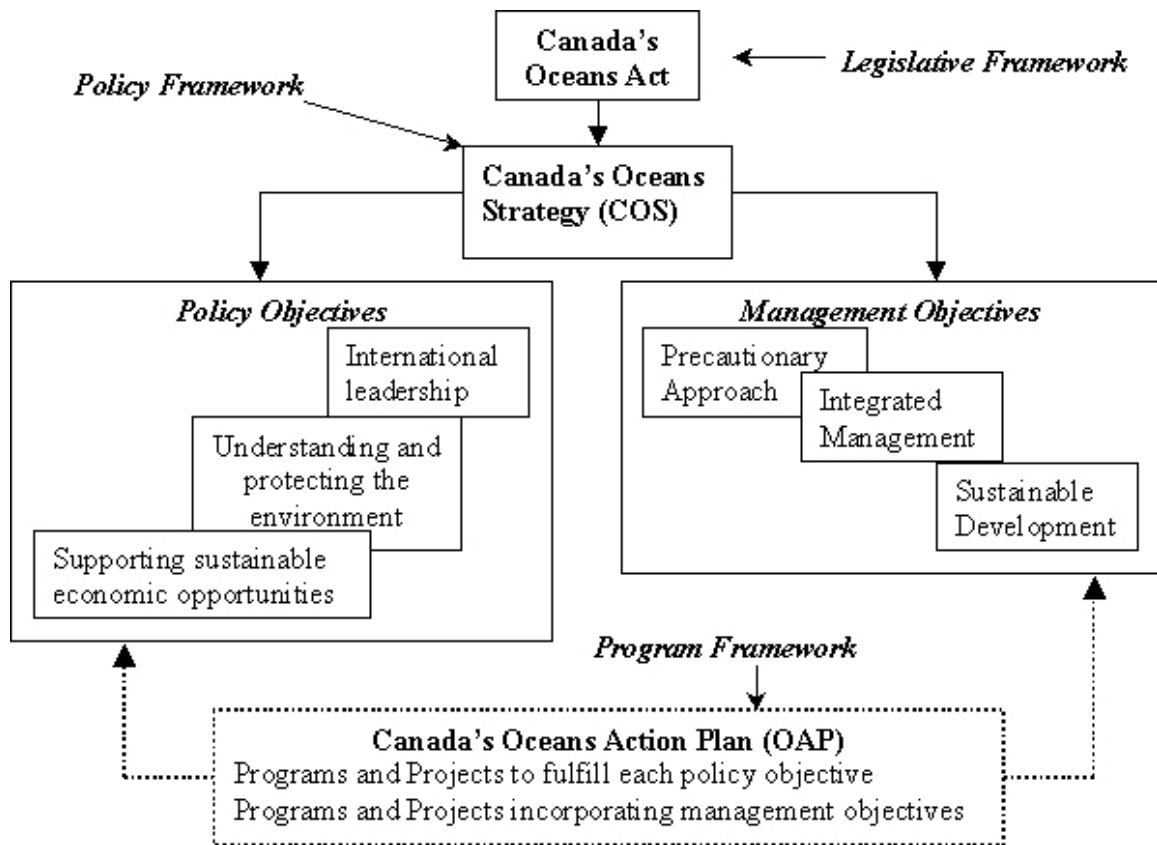 Canada's
Oceans Act
Legislative Framework
Policy Framework
Canada's Oceans
Strategy (COS)
Policy Objectives
International
leadership
Understanding and
protecting the
environment
Supporting sustainable
economic opportunities
Management Objectives
Precautionary
Approach
Integrated
Management
Sustainable
Development
Program Framework
Canada's Oceans Action Plan (OAP)
Programs and Projects to fulfill each policy objective
Programs and Projects incorporating management objectives